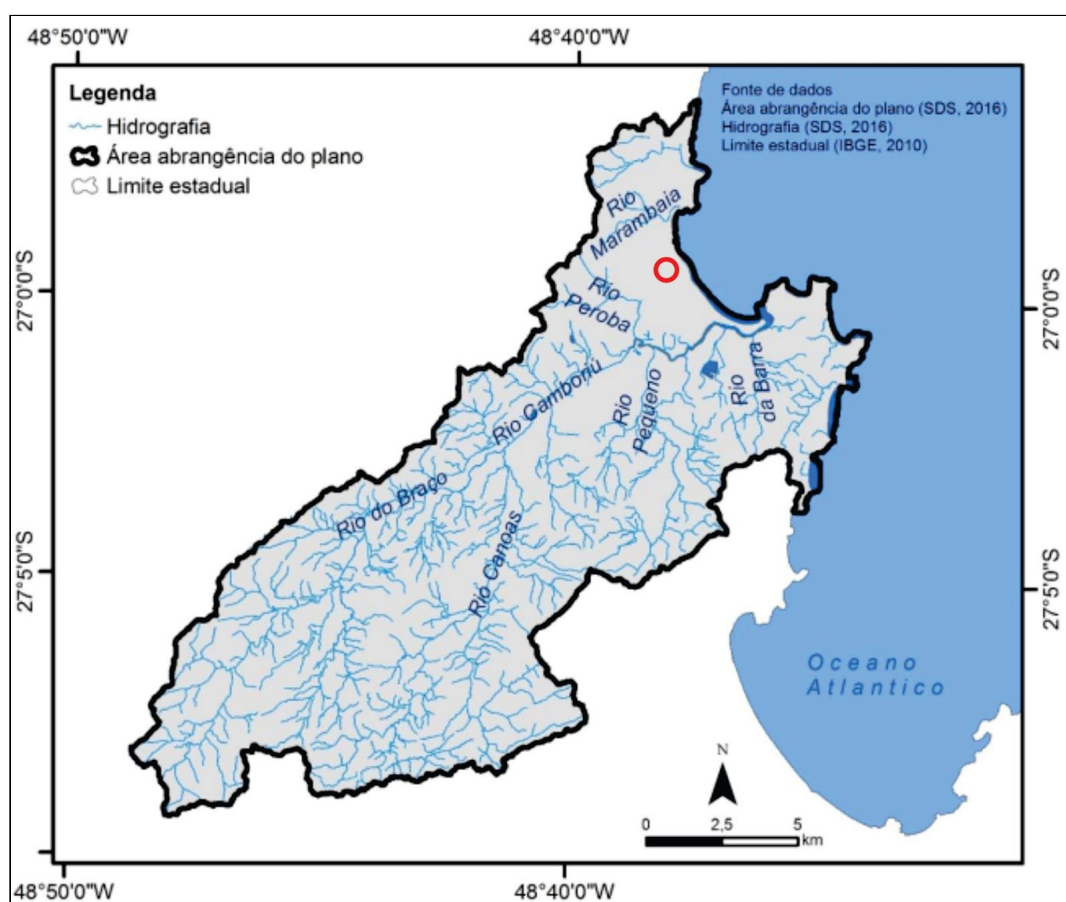 48°50'0"W 48°40'0"W
Legenda
Hidrografia
Área abrangência do plano
Limite estadual
Fonte de dados
Área abrangência do plano (SDS, 2016)
Hidrografia (SDS, 2016)
Limite estadual (IBGE, 2010)
Rio
Marambaia
27°0'0"S
27°0'0"S
Rio
Peroba
Rio Camboriú
Rio
Pequeno
Rio
da Barra
Rio do Braço
Rio Canoas
27°5'0"S
27°5'0"S
Oceano
Atlantico
N
0 2,5 5
km
48°50'0"W 48°40'0"W